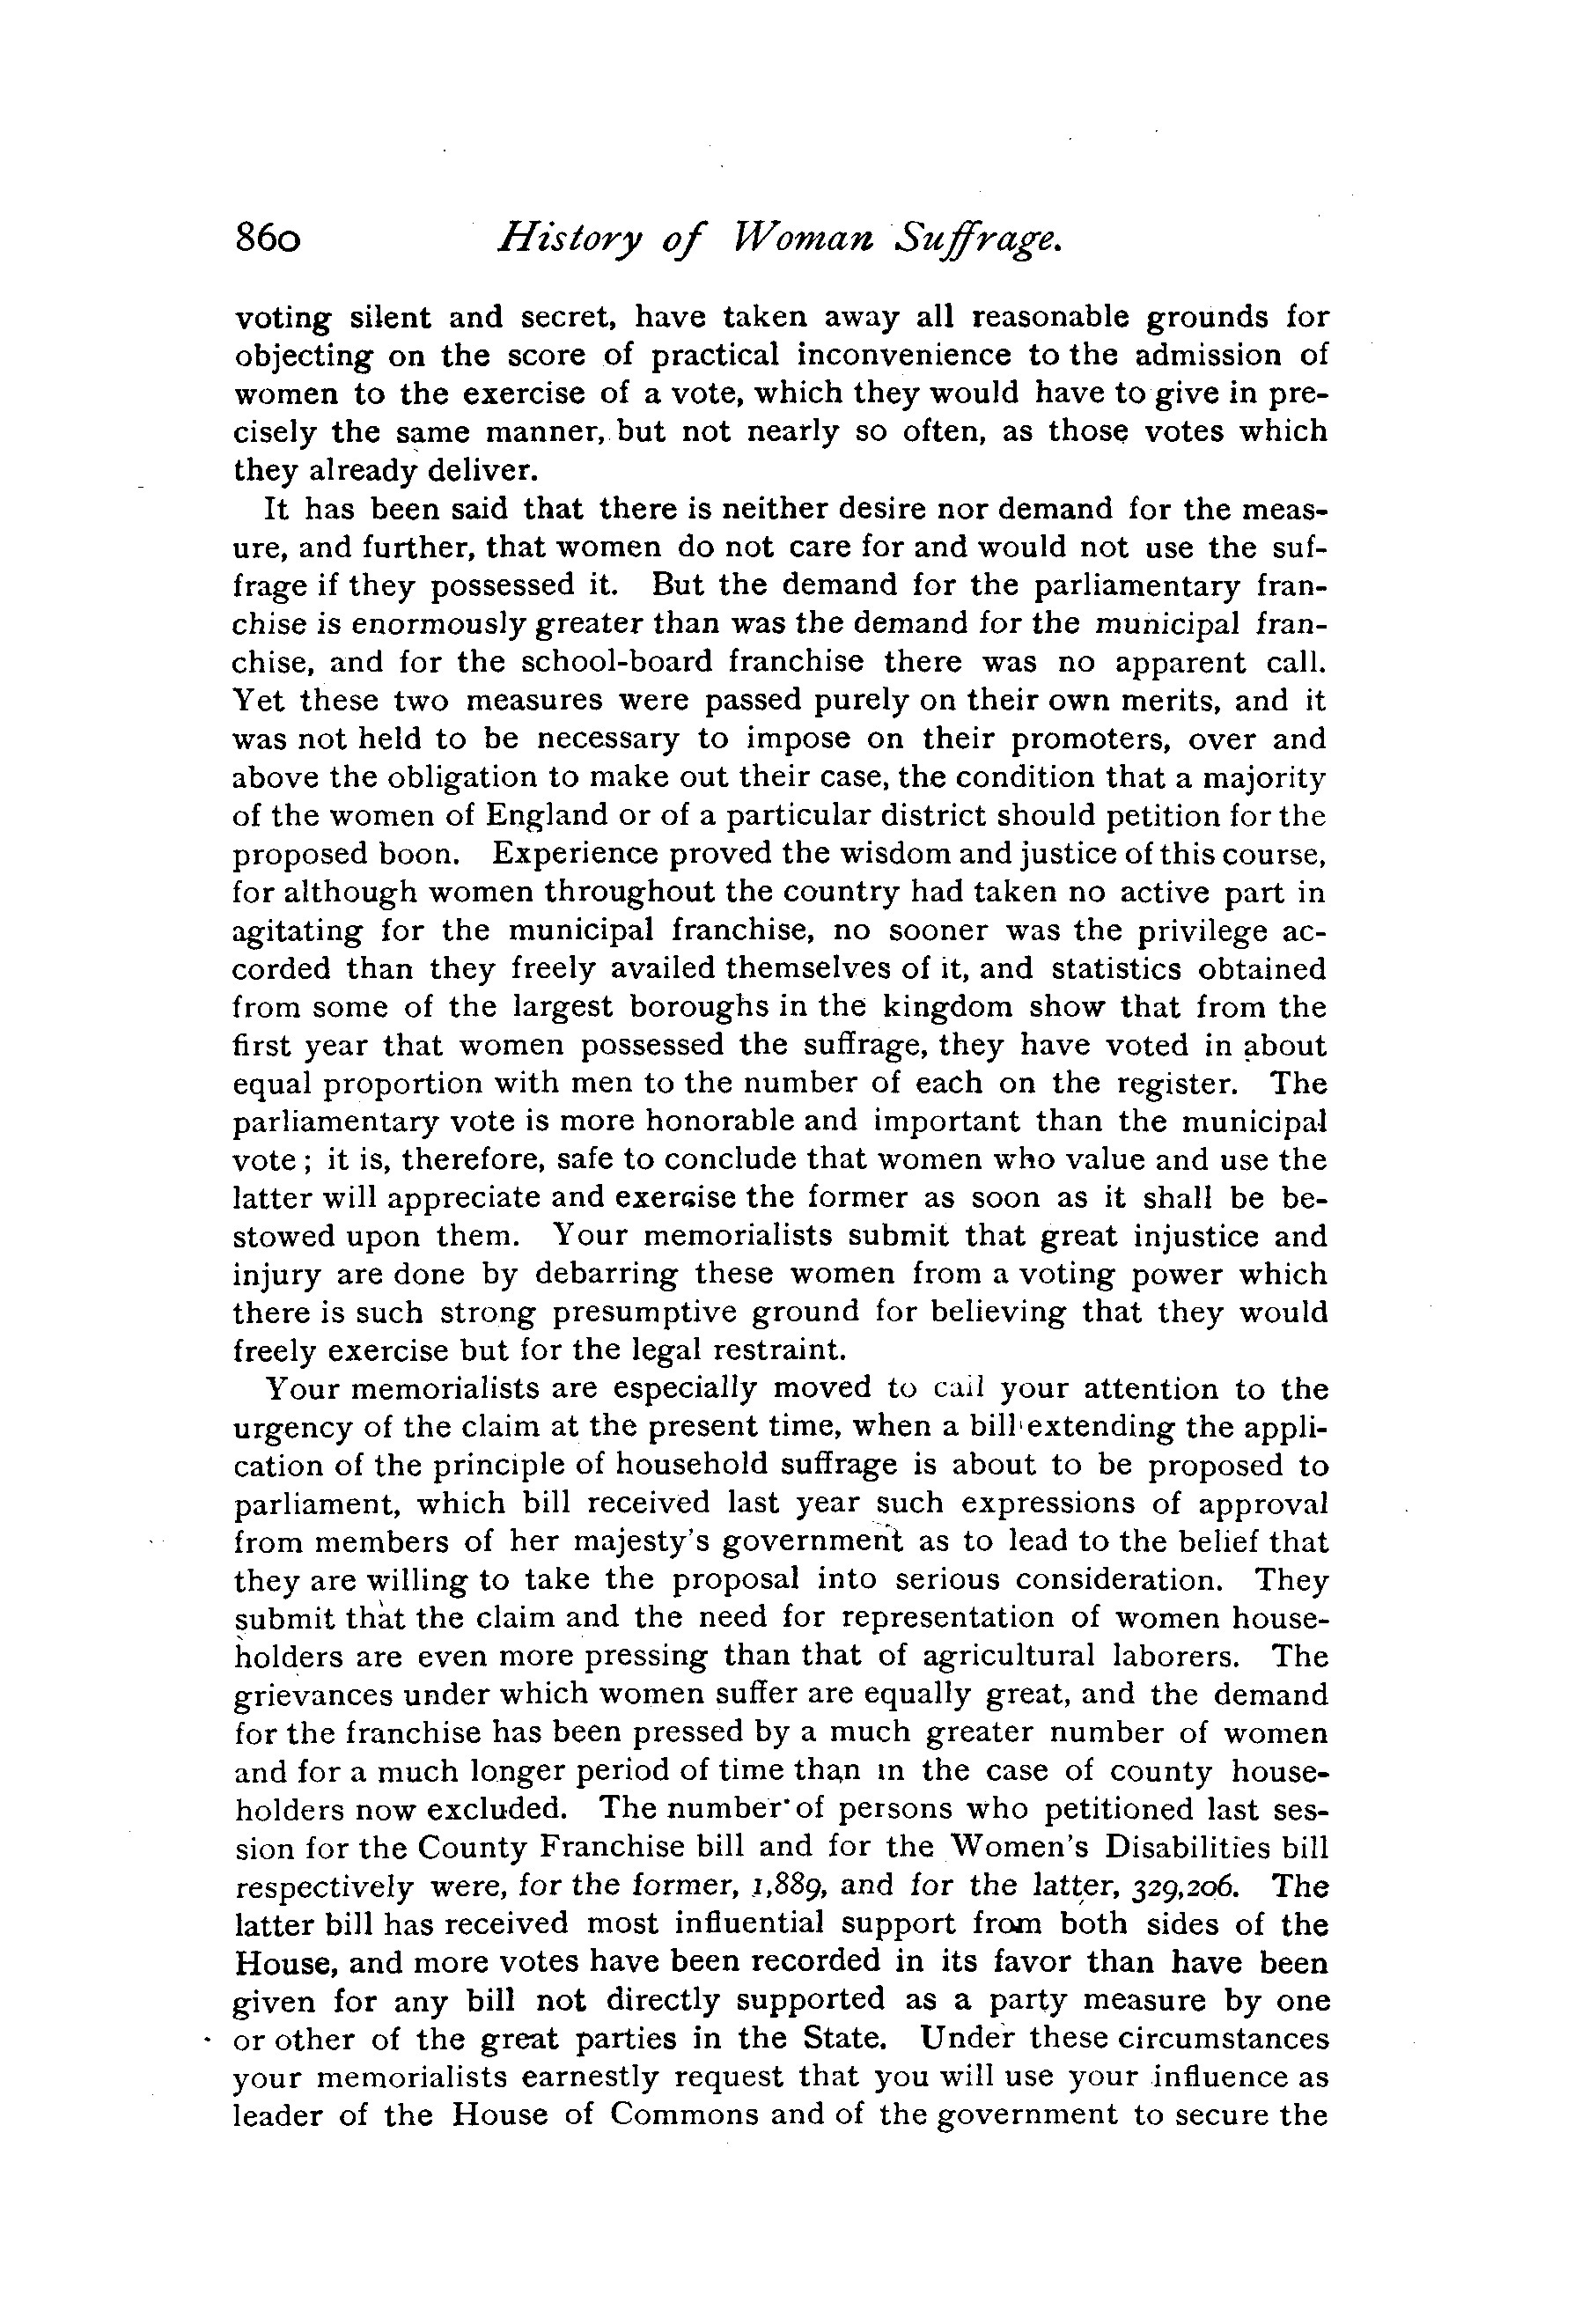 860 History of Woman Suffrage.
voting silent and secret, have taken away all reasonable grounds for
objecting on the score of practical inconvenience to the admission of
women to the exercise of a vote, which they would have to give in pre-
cisely the same manner, but not nearly so often, as those votes which
they already deliver.
It has been said that there is neither desire nor demand for the meas-
ure, and further, that women do not care for and would not use the suf-
frage if they possessed it. But the demand for the parliamentary fran-
chise is enormously greater than was the demand for the municipal fran-
chise, and for the school-board franchise there was no apparent call.
Yet these two measures were passed purely on their own merits, and it
was not held to be necessary to impose on their promoters, over and
above the obligation to make out their case, the condition that a majority
of the women of England or of a particular district should petition for the
proposed boon. Experience proved the wisdom and justice of this course,
for although women throughout the country had taken no active part in
agitating for the municipal franchise, no sooner was the privilege ac-
corded than they freely availed themselves of it, and statistics obtained
from some of the largest boroughs in the kingdom show that from the
first year that women possessed the suffrage, they have voted in about
equal proportion with men to the number of each on the register. The
parliamentary vote is more honorable and important than the municipal
vote; it is, therefore, safe to conclude that women who value and use the
latter will appreciate and exercise the former as soon as it shall be be-
stowed upon them. Your memorialists submit that great injustice and
injury are done by debarring these women from a voting power which
there is such strong presumptive ground for believing that they would
freely exercise but for the legal restraint.
Your memorialists are especially moved to call your attention to the
urgency of the claim at the present time, when a bill extending the appli-
cation of the principle of household suffrage is about to be proposed to
parliament, which bill received last year such expressions of approval
from members of her majesty's government as to lead to the belief that
they are willing to take the proposal into serious consideration. They
submit that the claim and the need for representation of women house-
holders are even more pressing than that of agricultural laborers. The
grievances under which women suffer are equally great, and the demand
for the franchise has been pressed by a much greater number of women
and for a much longer period of time than in the case of county house-
holders now excluded. The number of persons who petitioned last ses-
sion for the County Franchise bill and for the Women's Disabilities bill
respectively were, for the former, 1,889, and for the latter, 329,206. The
latter bill has received most influential support from both sides of the
House, and more votes have been recorded in its favor than have been
given for any bill not directly supported as a party measure by one
or other of the great parties in the State. Under these circumstances
your memorialists earnestly request that you will use your influence as
leader of the House of Commons and of the government to secure the